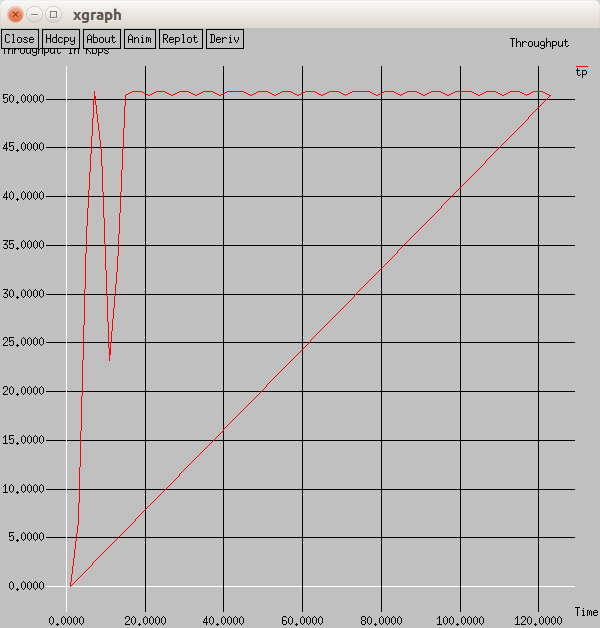 xgraph
Close Hdcpy About Anim Replot Deriv
Throughput in Kbps
Throughput
tp
50.0000
45.0000
40.0000
35.0000
30.0000
25.0000
20.0000
15.0000
10.0000
5.0000
0.0000
Time
0.0000 20.0000 40.0000 60.0000 80.0000 100.0000 120.0000